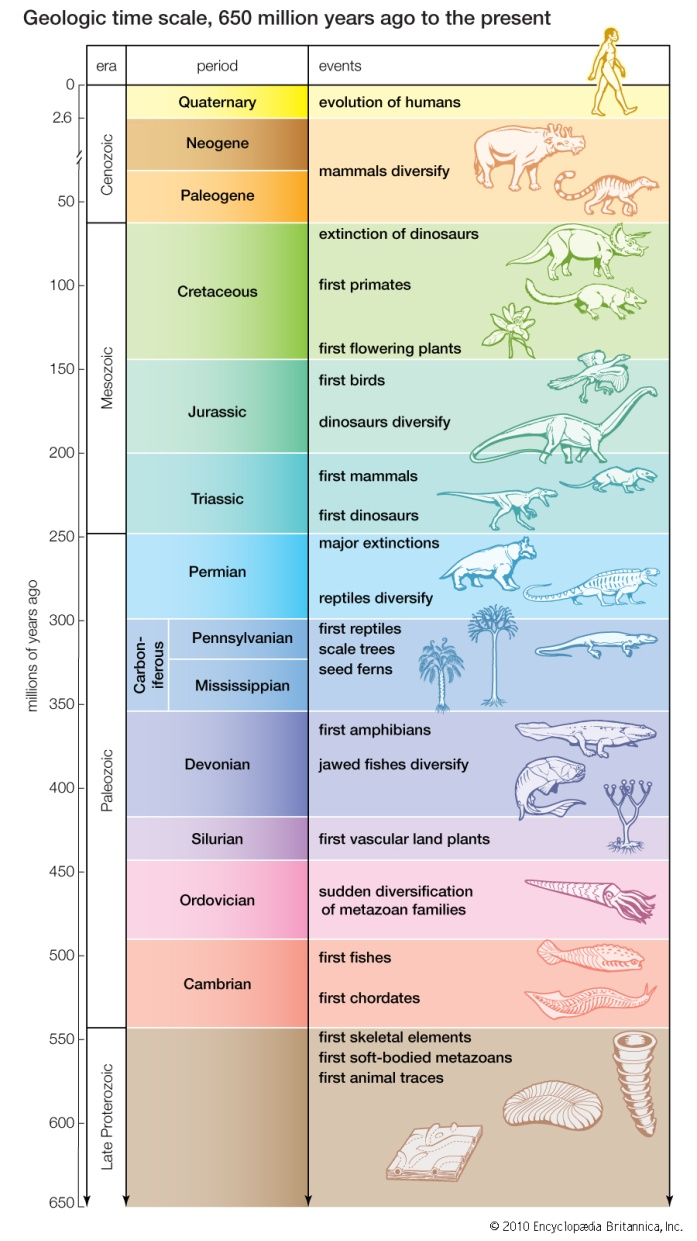 Geologic time scale, 650 million years ago to the present
era period events
0
Quaternary evolution of humans
2.6
Cenozoic
Neogene
mammals diversify
Paleogene
50
extinction of dinosaurs
100
Cretaceous
first primates
first flowering plants
150
Mesozoic
first birds
Jurassic
dinosaurs diversify
200
first mammals
Triassic
first dinosaurs
250
major extinctions
Permian
reptiles diversify
300
millions of years ago
Carbon-
iferous
Pennsylvanian
first reptiles
scale trees
seed ferns
Mississippian
350
first amphibians
Paleozoic
Devonian
jawed fishes diversify
400
Silurian
first vascular land plants
450
Ordovician
sudden diversification
of metazoan families
500
first fishes
Cambrian
first chordates
550
first skeletal elements
first soft-bodied metazoans
first animal traces
600
Late Proterozoic
650
© 2010 Encyclopædia Britannica, Inc.